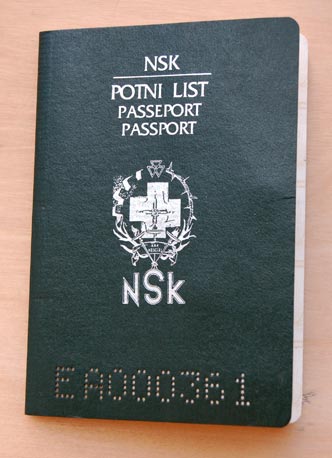 NSK
POTNI LIST
PASSEPORT
PASSPORT
NSk
EA000361